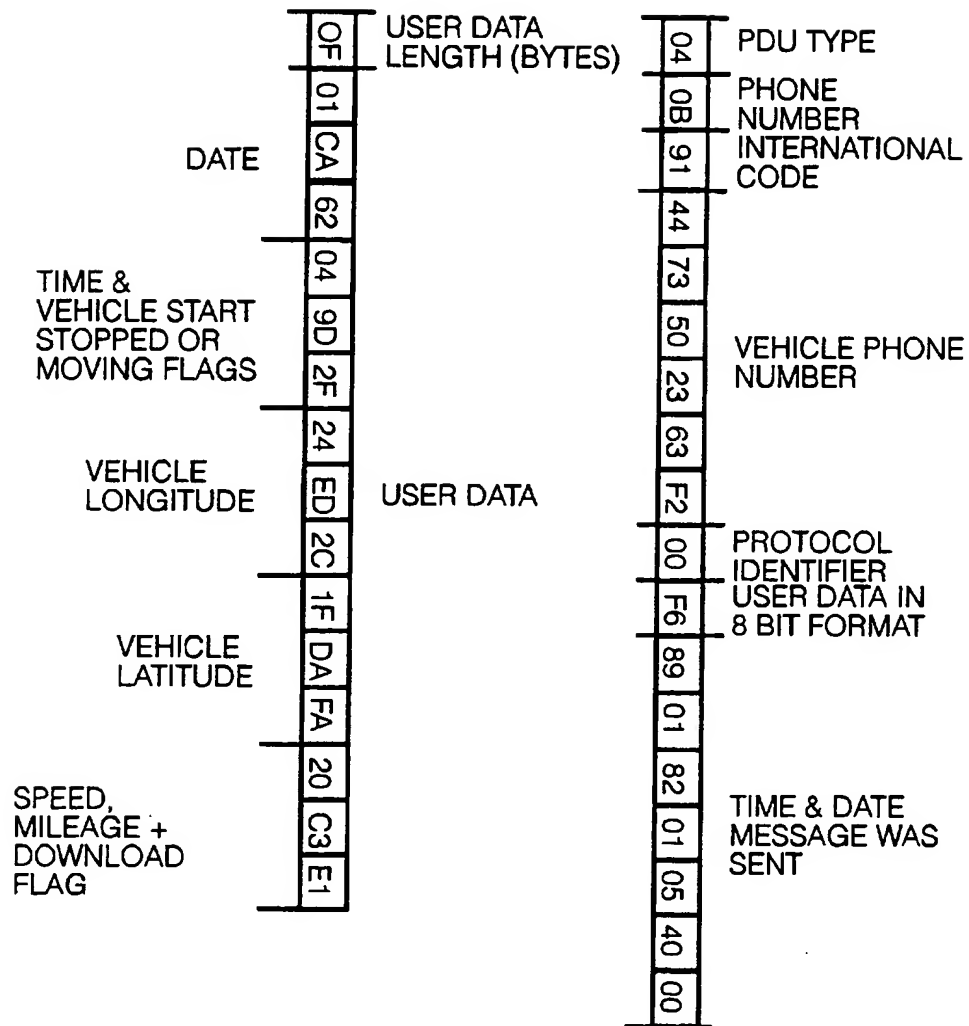 OF
USER DATA
LENGTH (BYTES)
01
CA
62
DATE
04
9D
2F
TIME &
VEHICLE START
STOPPED OR
MOVING FLAGS
24
ED
2C
VEHICLE
LONGITUDE
USER DATA
1F
DA
FA
VEHICLE
LATITUDE
20
C3
E1
SPEED,
MILEAGE +
DOWNLOAD
FLAG
04
PDU TYPE
0B
PHONE
NUMBER
91
INTERNATIONAL
CODE
44
73
50
23
63
F2
VEHICLE PHONE
NUMBER
00
PROTOCOL
IDENTIFIER
F6
USER DATA IN
8 BIT FORMAT
89
01
82
01
05
40
00
TIME & DATE
MESSAGE WAS
SENT